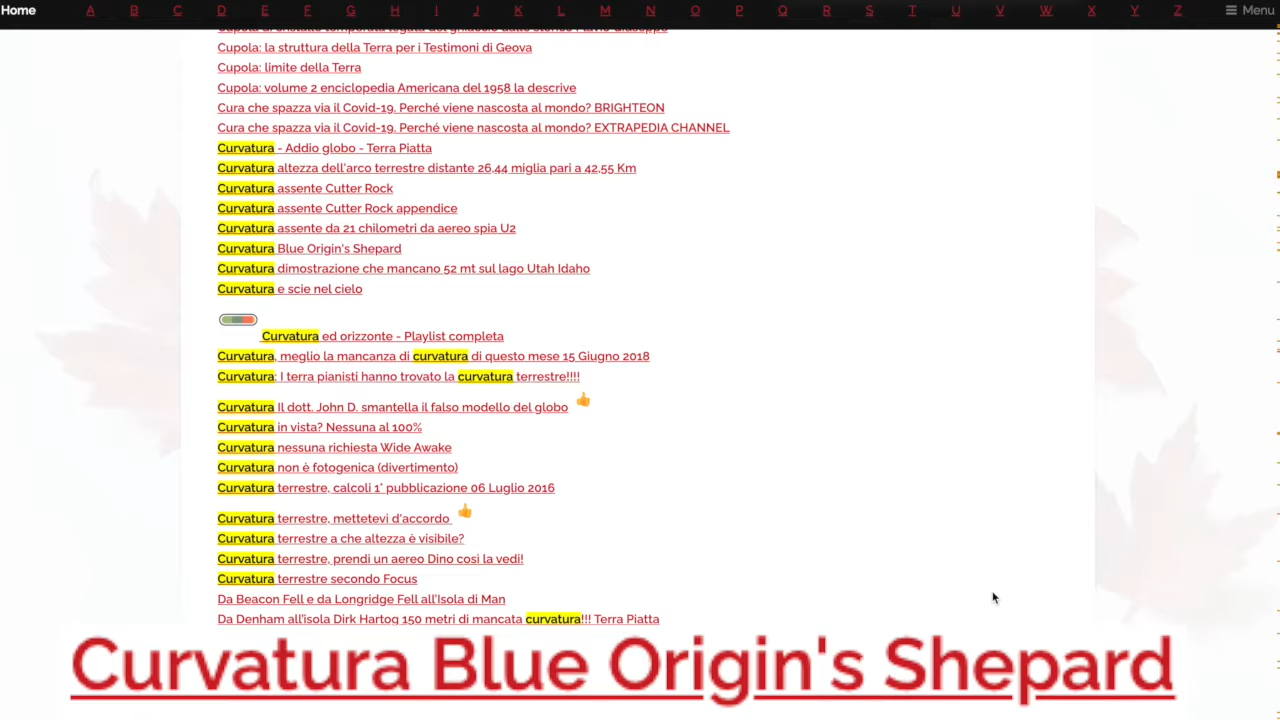 Home A B C D E F G H I J K L M N O P Q R S T U V W X Y Z Menu
Cupola di cristallo temperata legata dal ghiaccio dallo storico Flavio Giuseppe
Cupola: la struttura della Terra per i Testimoni di Geova
Cupola: limite della Terra
Cupola: volume 2 enciclopedia Americana del 1958 la descrive
Cura che spazza via il Covid-19. Perché viene nascosta al mondo? BRIGHTEON
Cura che spazza via il Covid-19. Perché viene nascosta al mondo? EXTRAPEDIA CHANNEL
Curvatura - Addio globo - Terra Piatta
Curvatura altezza dell'arco terrestre distante 26,44 miglia pari a 42,55 Km
Curvatura assente Cutter Rock
Curvatura assente Cutter Rock appendice
Curvatura assente da 21 chilometri da aereo spia U2
Curvatura Blue Origin's Shepard
Curvatura dimostrazione che mancano 52 mt sul lago Utah Idaho
Curvatura e scie nel cielo
Curvatura ed orizzonte - Playlist completa
Curvatura, meglio la mancanza di curvatura di questo mese 15 Giugno 2018
Curvatura: I terra pianisti hanno trovato la curvatura terrestre!!!!
Curvatura Il dott. John D. smantella il falso modello del globo
Curvatura in vista? Nessuna al 100%
Curvatura nessuna richiesta Wide Awake
Curvatura non è fotogenica (divertimento)
Curvatura terrestre, calcoli 1° pubblicazione 06 Luglio 2016
Curvatura terrestre, mettetevi d'accordo
Curvatura terrestre a che altezza è visibile?
Curvatura terrestre, prendi un aereo Dino così la vedi!
Curvatura terrestre secondo Focus
Da Beacon Fell e da Longridge Fell all'Isola di Man
Da Denham all'isola Dirk Hartog 150 metri di mancata curvatura!!! Terra Piatta
Curvatura Blue Origin's Shepard